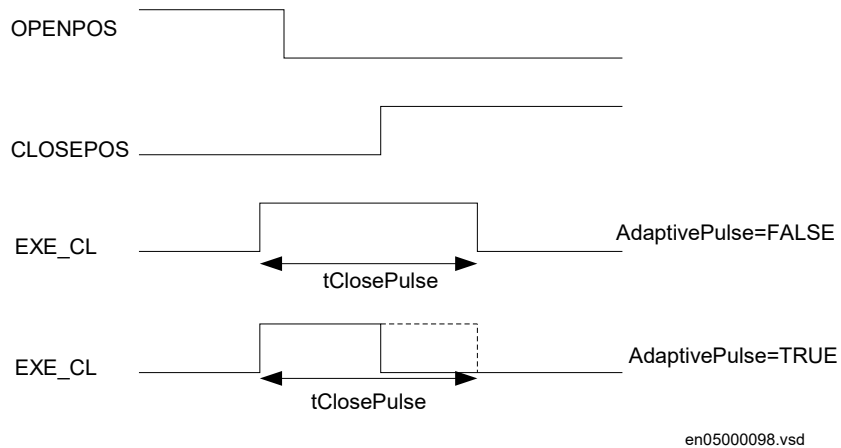 OPENPOS
CLOSEPOS
EXE_CL
AdaptivePulse=FALSE
tClosePulse
EXE_CL
AdaptivePulse=TRUE
tClosePulse
en05000098.vsd